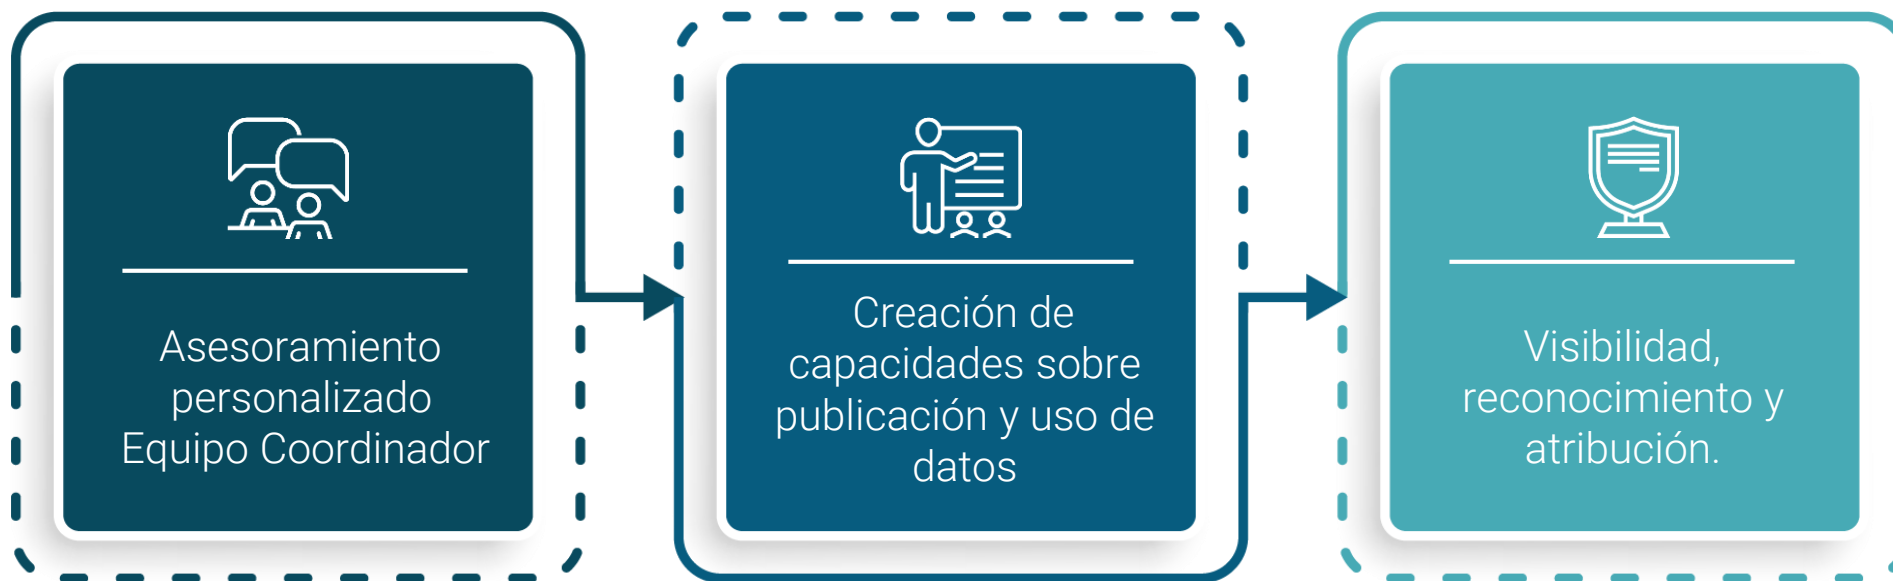 Asesoramiento
personalizado
Equipo Coordinador
Creación de
capacidades sobre
publicación y uso de
datos
Visibilidad,
reconocimiento y
atribución.